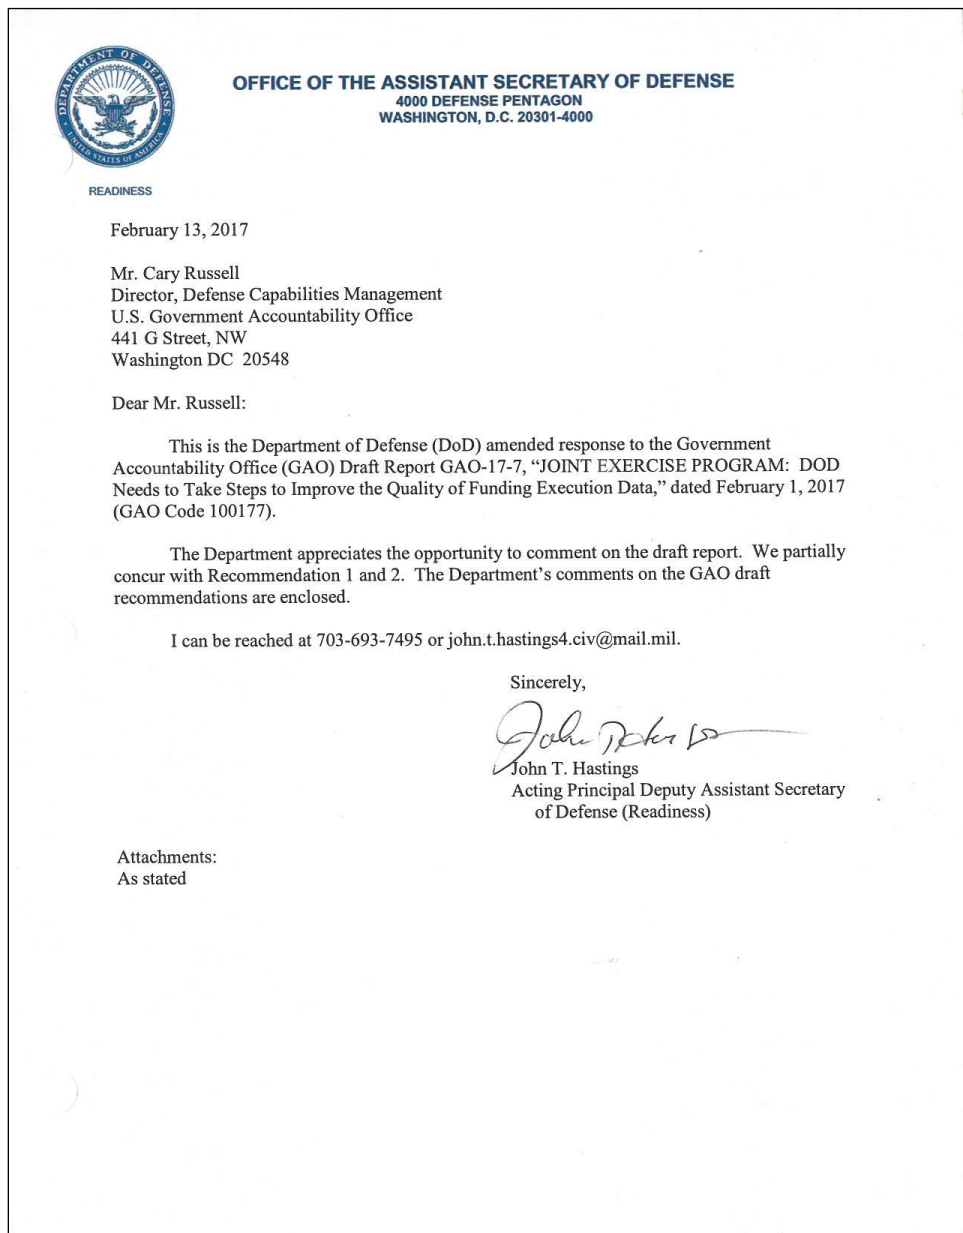 DEPARTMENT OF DEFENSE
UNITED STATES OF AMERICA
OFFICE OF THE ASSISTANT SECRETARY OF DEFENSE
4000 DEFENSE PENTAGON
WASHINGTON, D.C. 20301-4000
READINESS
February 13, 2017
Mr. Cary Russell
Director, Defense Capabilities Management
U.S. Government Accountability Office
441 G Street, NW
Washington DC  20548
Dear Mr. Russell:
This is the Department of Defense (DoD) amended response to the Government
Accountability Office (GAO) Draft Report GAO-17-7, “JOINT EXERCISE PROGRAM:  DOD
Needs to Take Steps to Improve the Quality of Funding Execution Data,” dated February 1, 2017
(GAO Code 100177).
The Department appreciates the opportunity to comment on the draft report.  We partially
concur with Recommendation 1 and 2.  The Department’s comments on the GAO draft
recommendations are enclosed.
I can be reached at 703-693-7495 or john.t.hastings4.civ@mail.mil.
Sincerely,
John T. Hastings
Acting Principal Deputy Assistant Secretary
of Defense (Readiness)
Attachments:
As stated